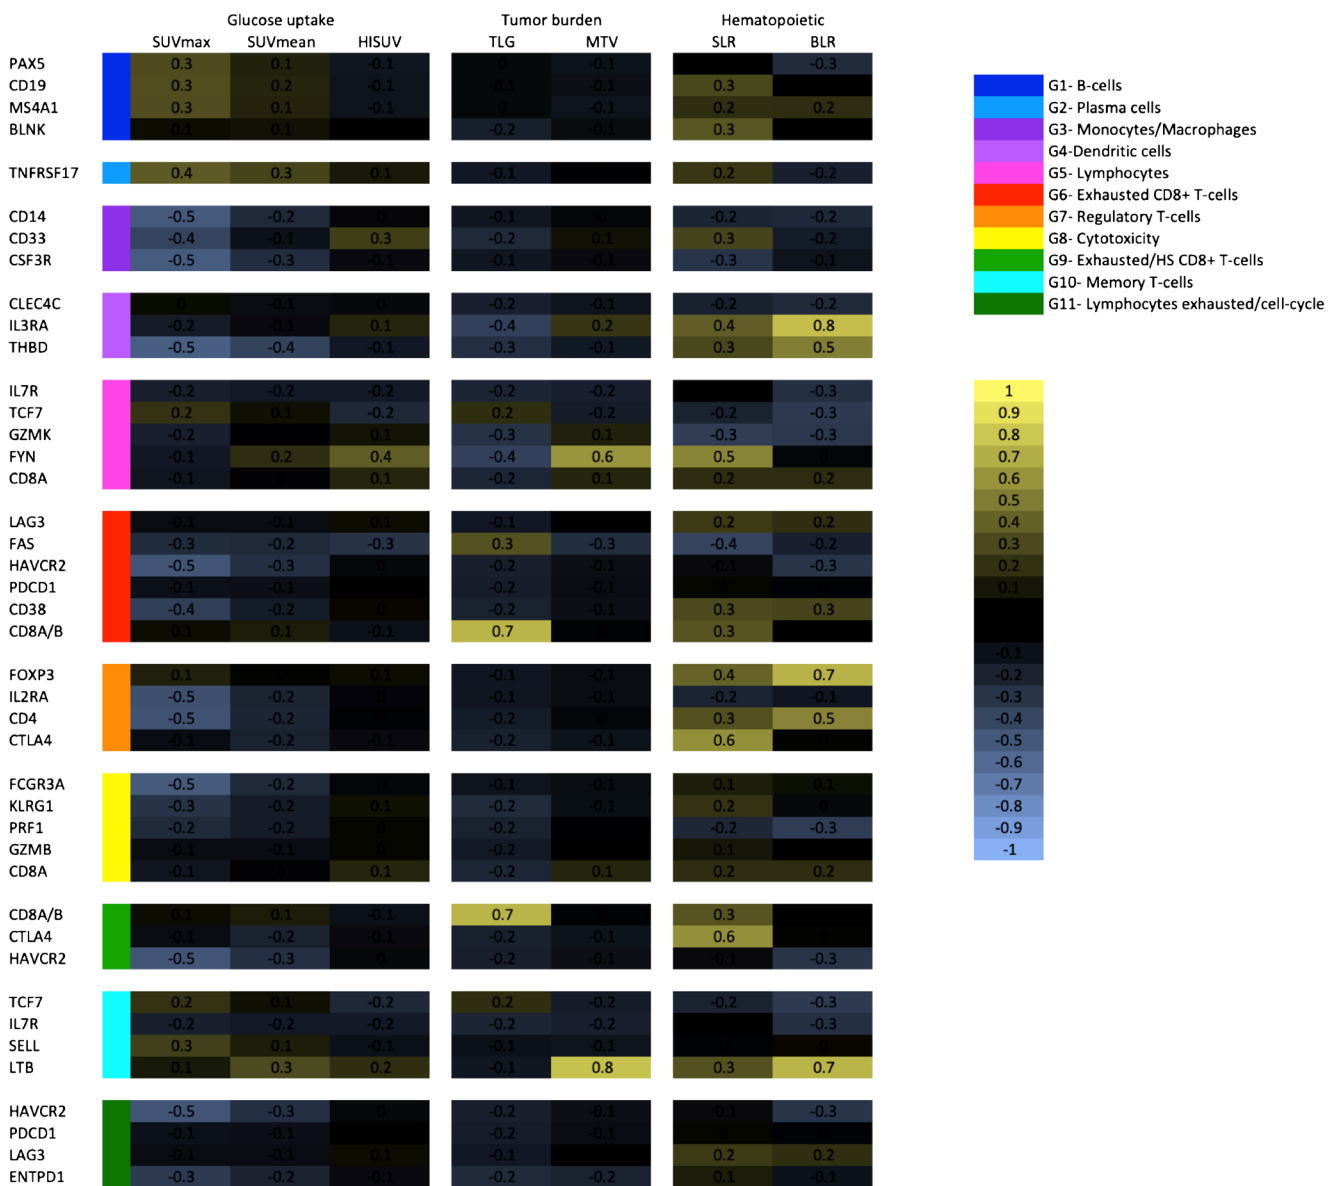 Glucose uptake Tumor burden Hematopoietic
SUVmax SUVmean HISUV TLG MTV SLR BLR
PAX5 0.3 0.1 -0.1 0 -0.1 -0.3
CD19 0.3 0.2 -0.1 -0.1 -0.1 0.3
MS4A1 0.3 0.1 -0.1 0 -0.1 0.2 0.2
BLNK 0.1 0.1 -0.2 -0.1 0.3
TNFRSF17 0.4 0.3 0.1 -0.1 0.2 -0.2
CD14 -0.5 -0.2 0 -0.1 0 -0.2 -0.2
CD33 -0.4 -0.1 0.3 -0.2 0.1 0.3 -0.2
CSF3R -0.5 -0.3 -0.1 -0.1 -0.1 -0.3 -0.1
CLEC4C 0 -0.1 0 -0.2 -0.1 -0.2 -0.2
IL3RA -0.2 -0.1 0.1 -0.4 0.2 0.4 0.8
THBD -0.5 -0.4 -0.1 -0.3 -0.1 0.3 0.5
IL7R -0.2 -0.2 -0.2 -0.2 -0.2 -0.3
TCF7 0.2 0.1 -0.2 0.2 -0.2 -0.2 -0.3
GZMK -0.2 0.1 -0.3 0.1 -0.3 -0.3
FYN -0.1 0.2 0.4 -0.4 0.6 0.5 0
CD8A -0.1 0 0.1 -0.2 0.1 0.2 0.2
LAG3 -0.1 -0.1 0.1 -0.1 0.2 0.2
FAS -0.3 -0.2 -0.3 0.3 -0.3 -0.4 -0.2
HAVCR2 -0.5 -0.3 0 -0.2 -0.1 -0.1 -0.3
PDCD1 -0.1 -0.1 -0.2 -0.1 0
CD38 -0.4 -0.2 0 -0.2 -0.1 0.3 0.3
CD8A/B 0.1 0.1 -0.1 0.7 0.3
FOXP3 0.1 0 0.1 -0.1 -0.1 0.4 0.7
IL2RA -0.5 -0.2 0 -0.1 -0.1 -0.2 -0.1
CD4 -0.5 -0.2 0 -0.2 0 0.3 0.5
CTLA4 -0.1 -0.2 -0.1 -0.2 -0.1 0.6
FCGR3A -0.5 -0.2 0 -0.1 -0.1 0.1 0.1
KLRG1 -0.3 -0.2 0.1 -0.2 -0.1 0.2 0
PRF1 -0.2 -0.2 0 -0.2 -0.2 -0.3
GZMB -0.1 -0.1 0 -0.2 0.1
CD8A -0.1 0 0.1 -0.2 0.1 0.2 0.2
CD8A/B 0.1 0.1 -0.1 0.7 0.3
CTLA4 -0.1 -0.2 -0.1 -0.2 -0.1 0.6
HAVCR2 -0.5 -0.3 0 -0.2 -0.1 -0.1 -0.3
TCF7 0.2 0.1 -0.2 0.2 -0.2 -0.2 -0.3
IL7R -0.2 -0.2 -0.2 -0.2 -0.2 -0.3
SELL 0.3 0.1 -0.1 -0.1 -0.1 0
LTB 0.1 0.3 0.2 -0.1 0.8 0.3 0.7
HAVCR2 -0.5 -0.3 0 -0.2 -0.1 -0.1 -0.3
PDCD1 -0.1 -0.1 -0.2 -0.1
LAG3 -0.1 -0.1 0.1 -0.1 0.2 0.2
ENTPD1 -0.3 -0.2 -0.1 -0.2 -0.2 0.1 -0.1
G1- B-cells
G2- Plasma cells
G3- Monocytes/Macrophages
G4-Dendritic cells
G5- Lymphocytes
G6- Exhausted CD8+ T-cells
G7- Regulatory T-cells
G8- Cytotoxicity
G9- Exhausted/HS CD8+ T-cells
G10- Memory T-cells
G11- Lymphocytes exhausted/cell-cycle
1
0.9
0.8
0.7
0.6
0.5
0.4
0.3
0.2
0.1
-0.1
-0.2
-0.3
-0.4
-0.5
-0.6
-0.7
-0.8
-0.9
-1